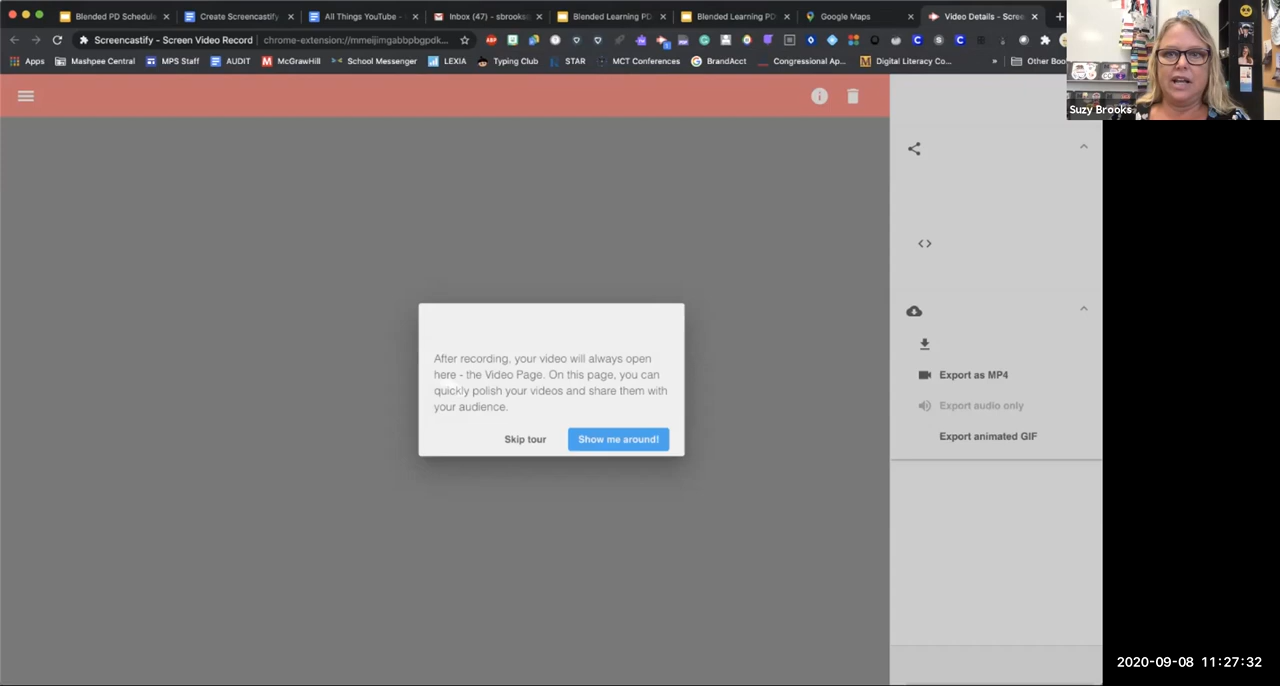 Blended PD Schedule
Create Screencastify
All Things YouTube -
Inbox (47) - sbrooks
Blended Learning PD
Blended Learning PD
Google Maps
Video Details - Scree
Screencastify - Screen Video Record
chrome-extension://mmeijimgabbpbgpdk...
Apps
Mashpee Central
MPS Staff
AUDIT
McGrawHill
School Messenger
LEXIA
Typing Club
STAR
MCT Conferences
BrandAcct
Congressional Ap...
Digital Literacy Co...
»
Other Boo
Suzy Brooks
After recording, your video will always open
here - the Video Page. On this page, you can
quickly polish your videos and share them with
your audience.
Skip tour
Show me around!
Export as MP4
Export audio only
Export animated GIF
2020-09-08 11:27:32